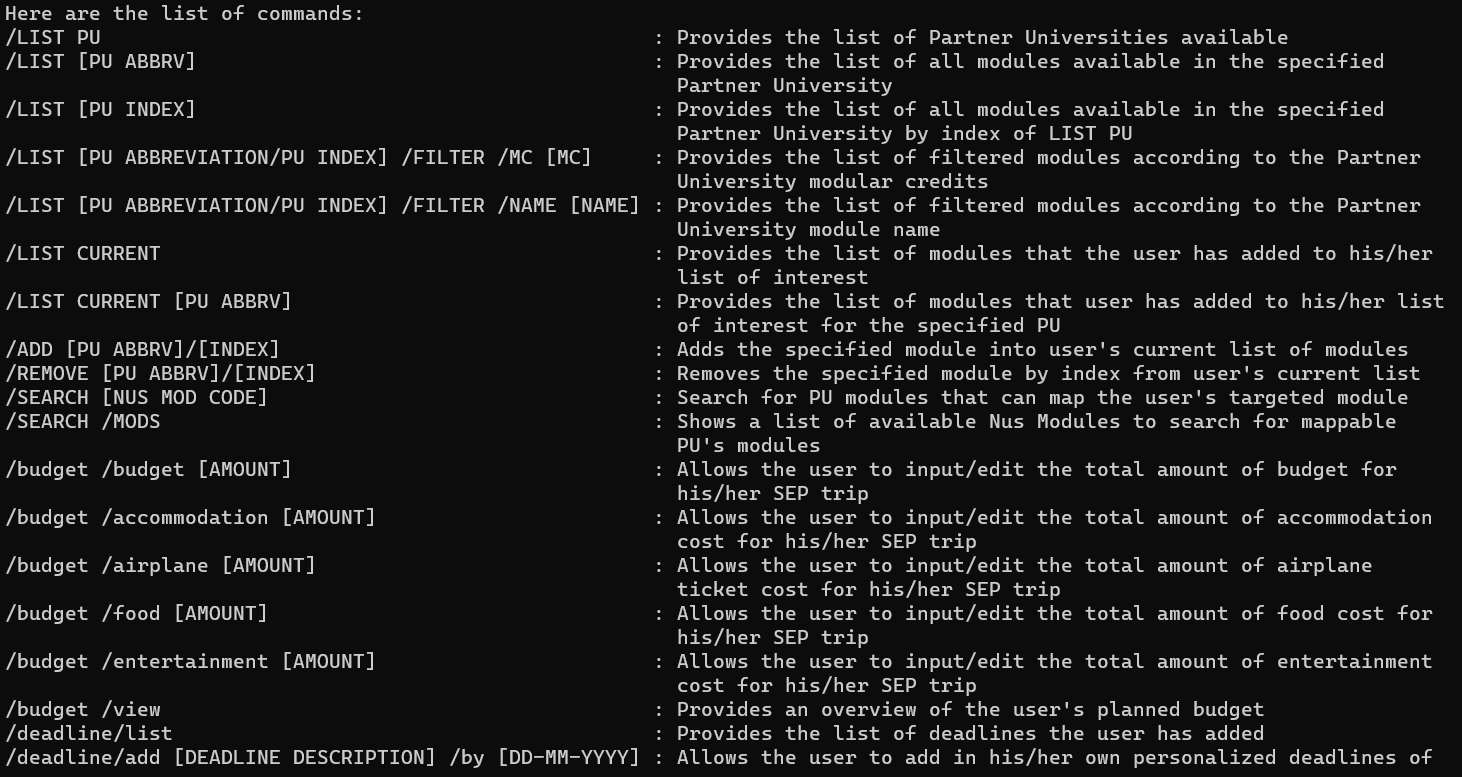 Here are the list of commands:
/LIST PU : Provides the list of Partner Universities available
/LIST [PU ABBRV] : Provides the list of all modules available in the specified
Partner University
/LIST [PU INDEX] : Provides the list of all modules available in the specified
Partner University by index of LIST PU
/LIST [PU ABBREVIATION/PU INDEX] /FILTER /MC [MC] : Provides the list of filtered modules according to the Partner
University modular credits
/LIST [PU ABBREVIATION/PU INDEX] /FILTER /NAME [NAME] : Provides the list of filtered modules according to the Partner
University module name
/LIST CURRENT : Provides the list of modules that the user has added to his/her
list of interest
/LIST CURRENT [PU ABBRV] : Provides the list of modules that user has added to his/her list
of interest for the specified PU
/ADD [PU ABBRV]/[INDEX] : Adds the specified module into user's current list of modules
/REMOVE [PU ABBRV]/[INDEX] : Removes the specified module by index from user's current list
/SEARCH [NUS MOD CODE] : Search for PU modules that can map the user's targeted module
/SEARCH /MODS : Shows a list of available Nus Modules to search for mappable
PU's modules
/budget /budget [AMOUNT] : Allows the user to input/edit the total amount of budget for
his/her SEP trip
/budget /accommodation [AMOUNT] : Allows the user to input/edit the total amount of accommodation
cost for his/her SEP trip
/budget /airplane [AMOUNT] : Allows the user to input/edit the total amount of airplane
ticket cost for his/her SEP trip
/budget /food [AMOUNT] : Allows the user to input/edit the total amount of food cost for
his/her SEP trip
/budget /entertainment [AMOUNT] : Allows the user to input/edit the total amount of entertainment
cost for his/her SEP trip
/budget /view : Provides an overview of the user's planned budget
/deadline/list : Provides the list of deadlines the user has added
/deadline/add [DEADLINE DESCRIPTION] /by [DD-MM-YYYY] : Allows the user to add in his/her own personalized deadlines of